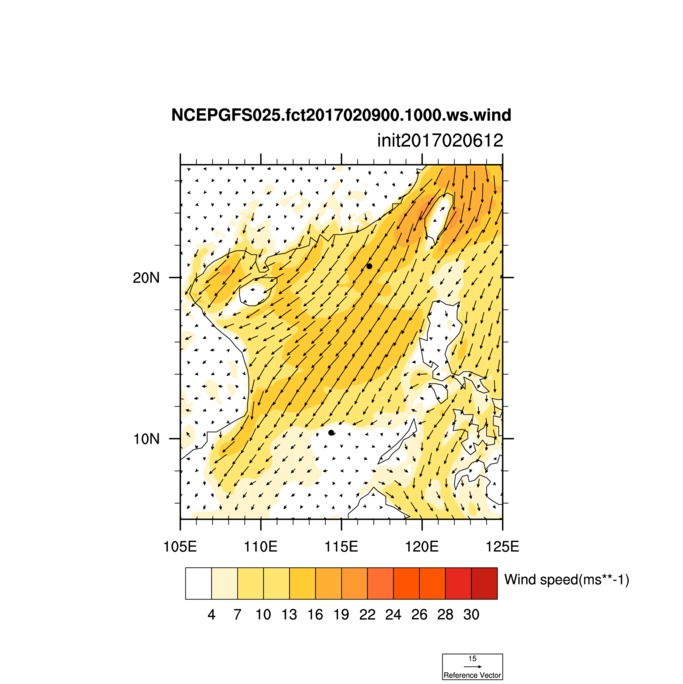 NCEPGFS025.fct2017020900.1000.ws.wind
init2017020612
20N
10N
105E 110E 115E 120E 125E
Wind speed(ms**-1)
4 7 10 13 16 19 22 24 26 28 30
15
Reference Vector